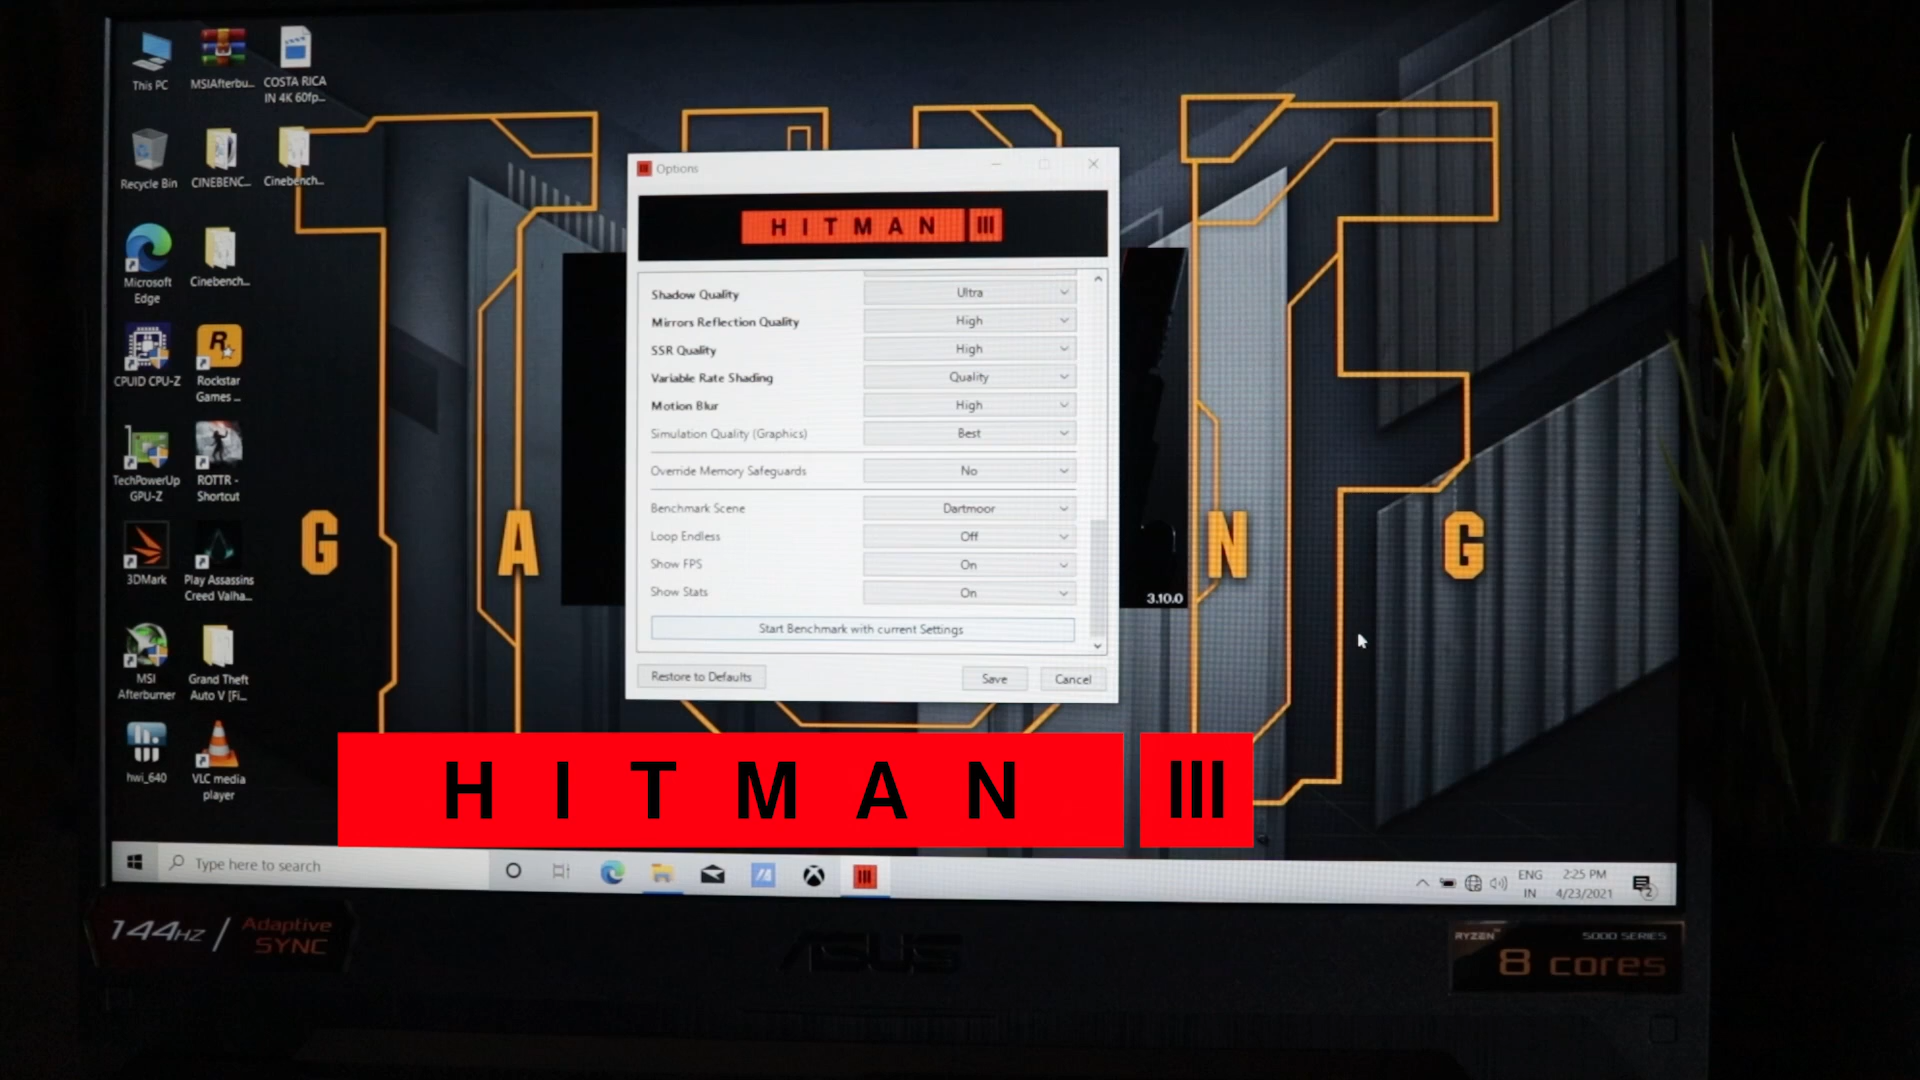 This PC
MSIAfterbu...
COSTA RICA
IN 4K 60fp...
Recycle Bin
CINEBENC...
Cinebench...
Microsoft
Edge
Cinebench...
CPUID CPU-Z
Rockstar
Games ...
TechPowerUp
GPU-Z
ROTTR -
Shortcut
3DMark
Play Assassins
Creed Valha...
MSI
Afterburner
Grand Theft
Auto V [Fi...
hwi_640
VLC media
player
G A N G
Options
HITMAN III
Shadow Quality Ultra
Mirrors Reflection Quality High
SSR Quality High
Variable Rate Shading Quality
Motion Blur High
Simulation Quality (Graphics) Best
Override Memory Safeguards No
Benchmark Scene Dartmoor
Loop Endless Off
Show FPS On
Show Stats On
Start Benchmark with current Settings
Restore to Defaults Save Cancel
3.10.0
HITMAN III
Type here to search
ENG
IN
2:25 PM
4/23/2021
2
144Hz / Adaptive
SYNC
ASUS
RYZEN™ 5000 SERIES
8 cores